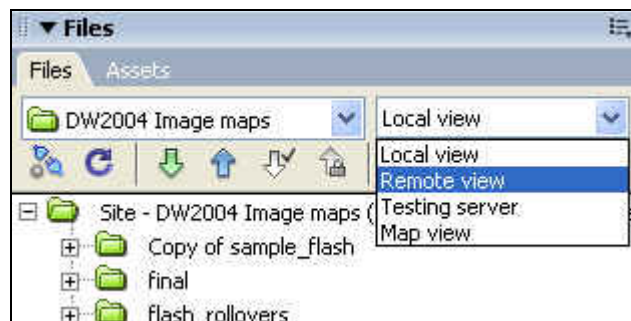 Files
Files Assets
DW2004 Image maps Local view
Local view
Remote view
Testing server
Map view
Site - DW2004 Image maps (
Copy of sample_flash
final
flash_rollovers